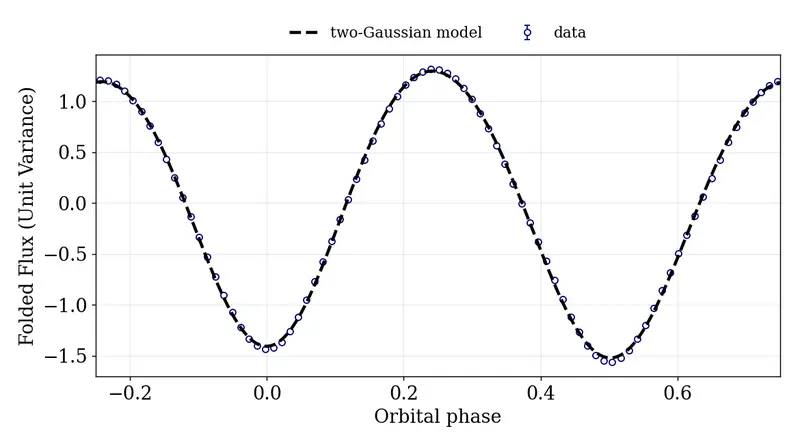 two-Gaussian model data
Folded Flux (Unit Variance)
1.0
0.5
0.0
−0.5
−1.0
−1.5
−0.2 0.0 0.2 0.4 0.6
Orbital phase